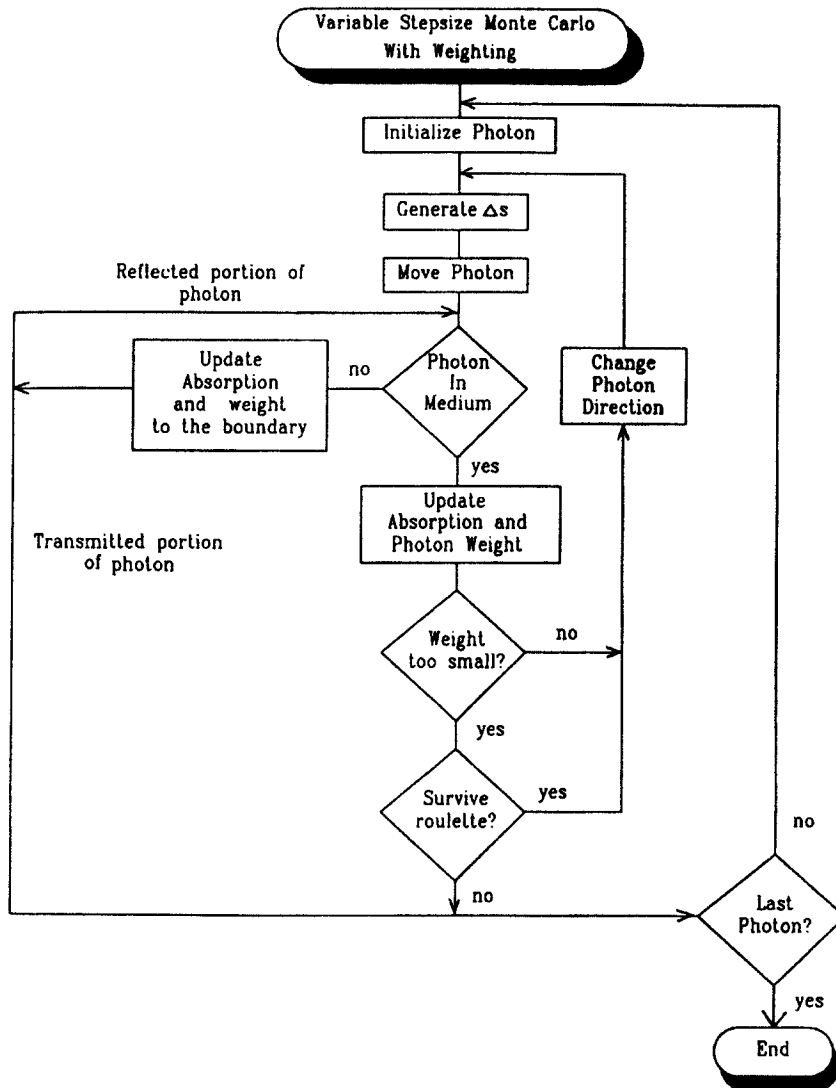 Variable Stepsize Monte Carlo
With Weighting
Initialize Photon
Generate Δs
Move Photon
Reflected portion of
photon
Update
Absorption
and weight
to the boundary
no
Photon
In
Medium
Change
Photon
Direction
yes
Update
Absorption and
Photon Weight
Transmitted portion
of photon
Weight
too small?
no
yes
Survive
roulette?
yes
no
no
Last
Photon?
yes
End